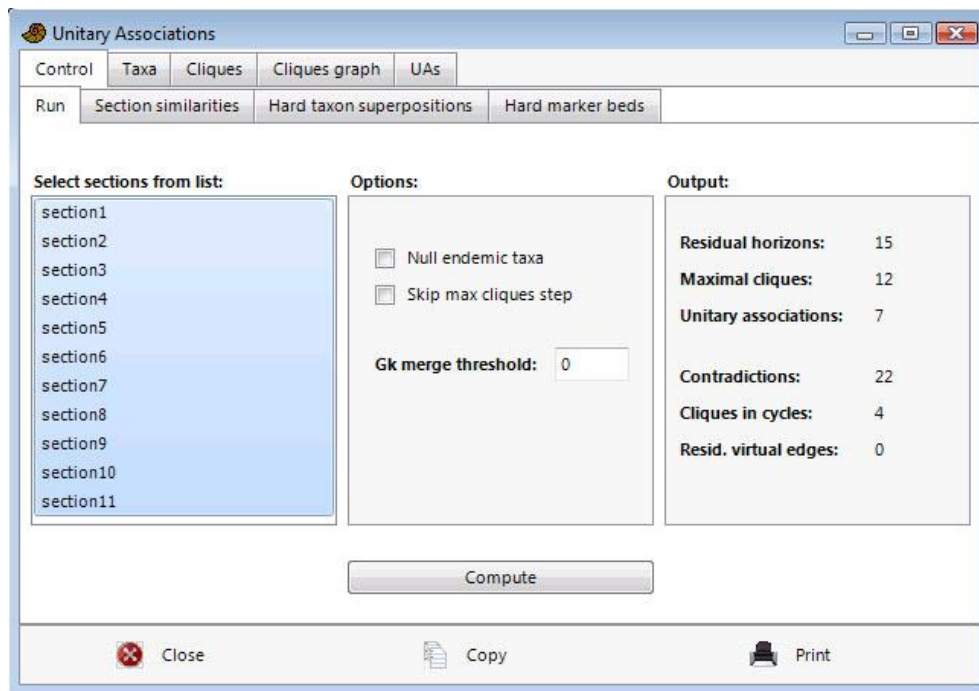 Unitary Associations
Control Taxa Cliques Cliques graph UAs
Run Section similarities Hard taxon superpositions Hard marker beds
Select sections from list:
section1
section2
section3
section4
section5
section6
section7
section8
section9
section10
section11
Options:
Null endemic taxa
Skip max cliques step
Gk merge threshold: 0
Output:
Residual horizons: 15
Maximal cliques: 12
Unitary associations: 7
Contradictions: 22
Cliques in cycles: 4
Resid. virtual edges: 0
Compute
Close Copy Print